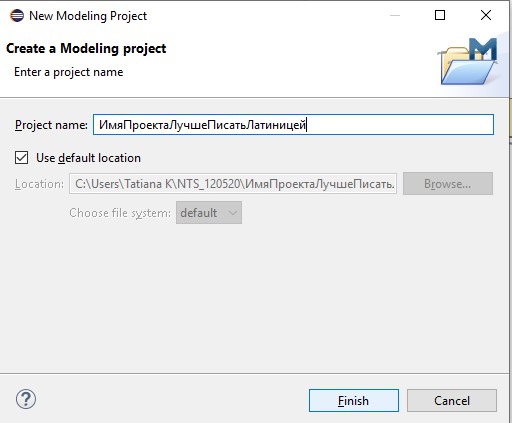 New Modeling Project
Create a Modeling project
Enter a project name
Project name: ИмяПроектаЛучшеПисатьЛатиницей
Use default location
Location: C:\Users\Tatiana K\NTS_120520\ИмяПроектаЛучшеПисать. Browse...
Choose file system: default
Finish Cancel